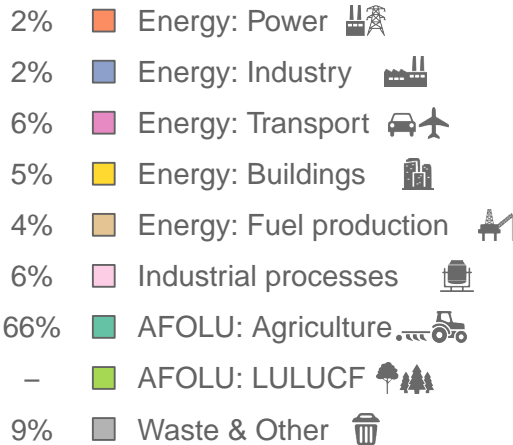 2% Energy: Power
2% Energy: Industry
6% Energy: Transport
5% Energy: Buildings
4% Energy: Fuel production
6% Industrial processes
66% AFOLU: Agriculture
– AFOLU: LULUCF
9% Waste & Other